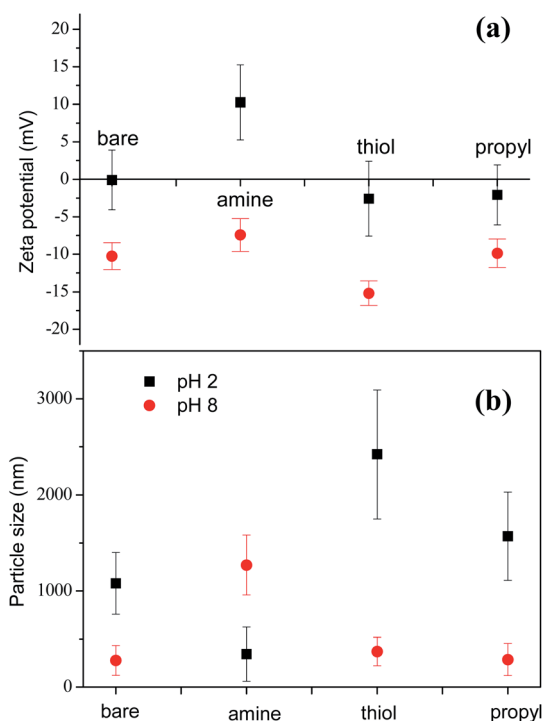 (a)
Zeta potential (mV)
20
15
10
5
0
-5
-10
-15
-20
bare
amine
thiol
propyl
(b)
pH 2
pH 8
Particle size (nm)
3000
2000
1000
0
bare
amine
thiol
propyl